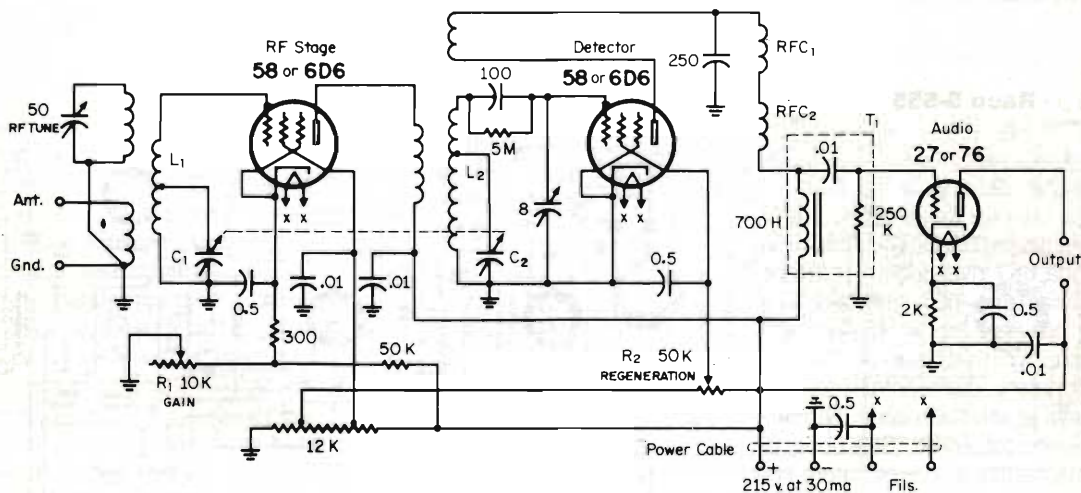 RF Stage
58 or 6D6
Detector
58 or 6D6
250
RFC1
RFC2
T1
Audio
27 or 76
50
RF TUNE
100
5M
.01
L1
L2
8
700 H
250
K
Ant.
Gnd.
C1
C2
x x
x x
x x
0.5
.01
.01
0.5
Output
2K
0.5
.01
300
50 K
R1 10K
GAIN
R2 50K
REGENERATION
12 K
0.5
x x
Power Cable
+ −
215 v. at 30 ma
Fils.